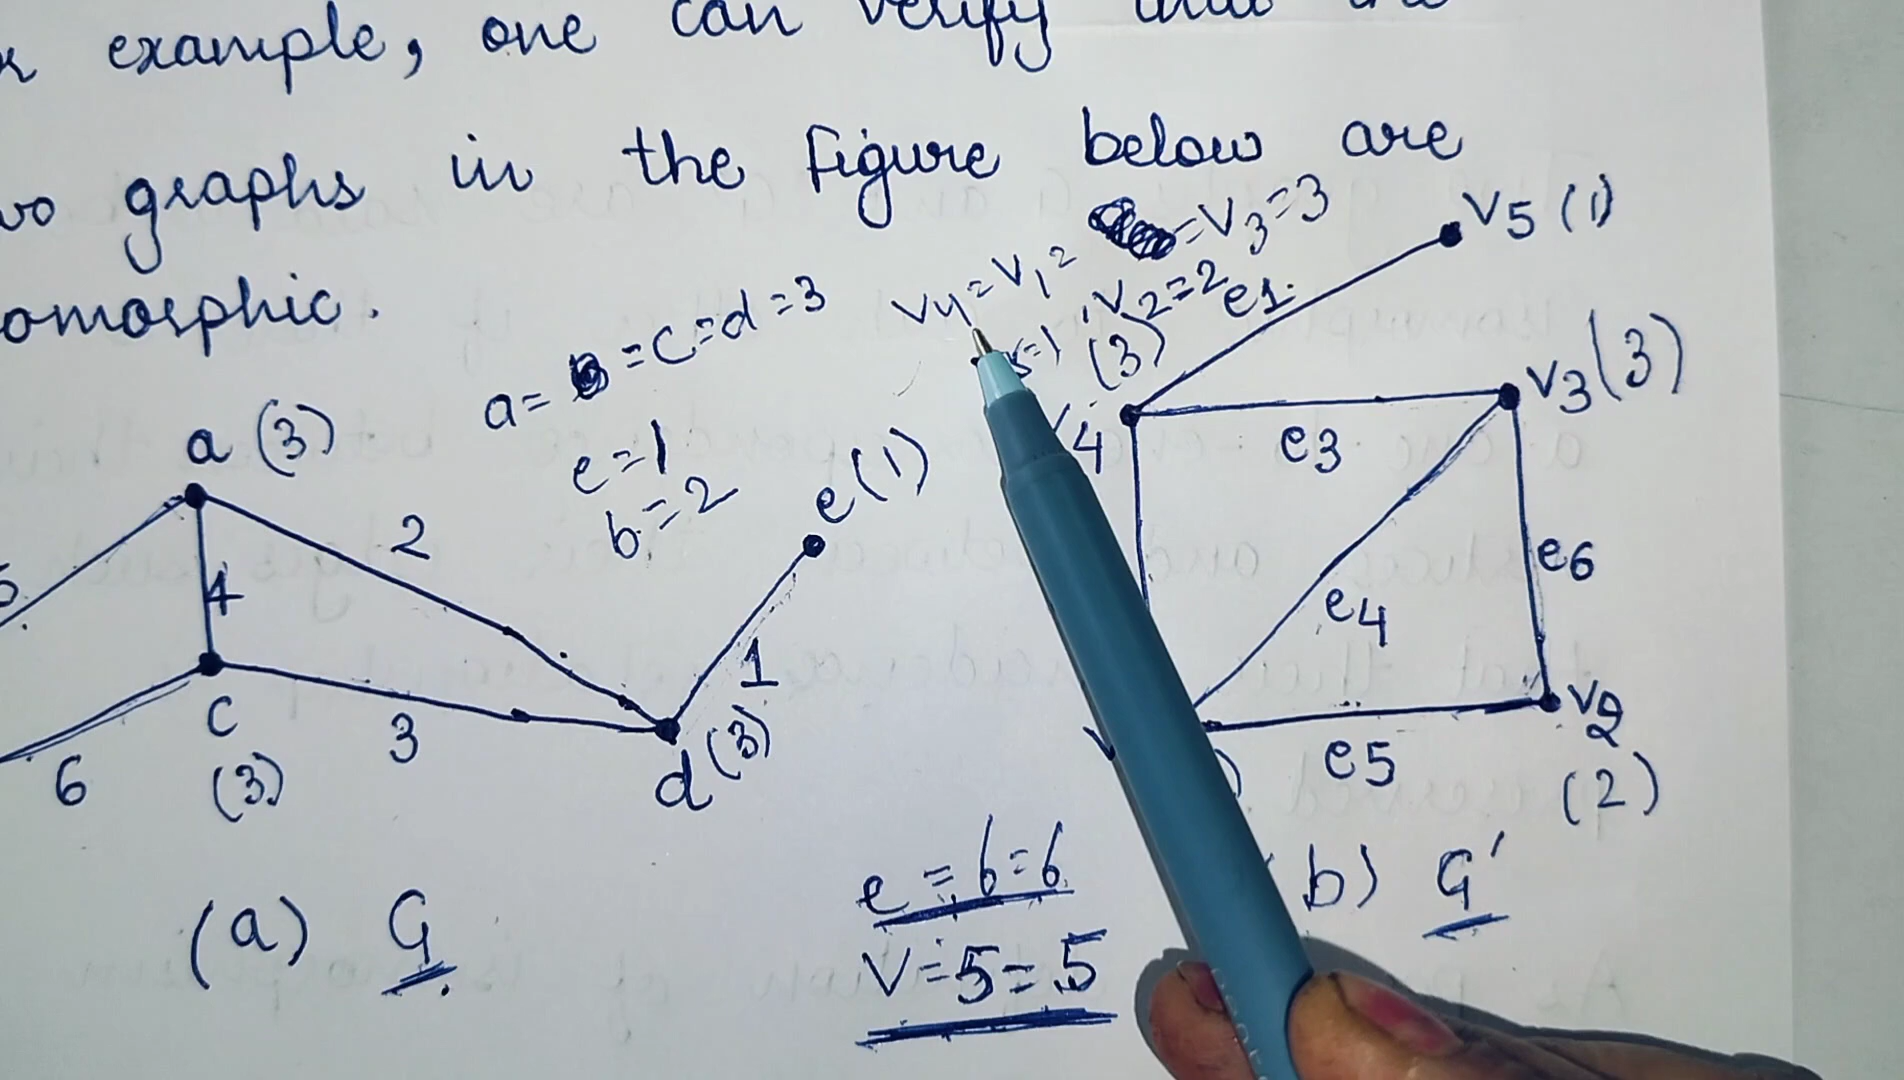 example, one can verify
graphs in the figure below are
omorphic.
= V3 = 3
V4 = V1 =
, V2 = 2
a = = c = d = 3
e = 1
b = 2
V5 (1)
e1
(3)
V3 (3)
a (3)
e (1)
2
4
e3
e6
e4
1
c
(3)
3
d (3)
6
V2
(2)
e5
e = 6 = 6
V = 5 = 5
(a) G
b) G'